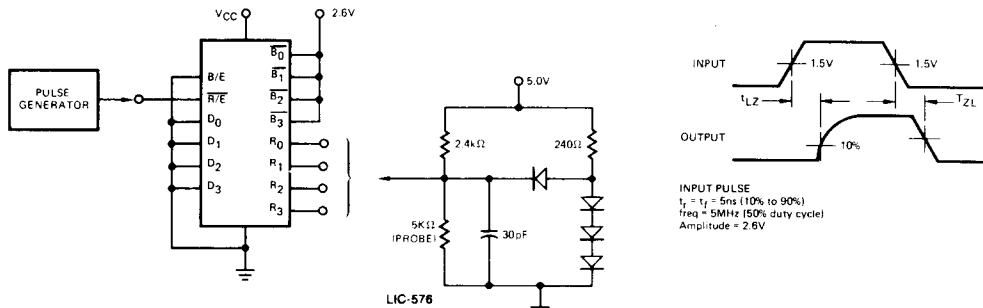 VCC
2.6V
PULSE
GENERATOR
B/E
R/E
D0
D1
D2
D3
B0
B1
B2
B3
R0
R1
R2
R3
5.0V
2.4kΩ
240Ω
5KΩ
(PROBE)
30pF
LIC-576
INPUT
1.5V
1.5V
tLZ
TZL
OUTPUT
10%
INPUT PULSE
tr = tf = 5ns (10% to 90%)
freq = 5MHz (50% duty cycle)
Amplitude = 2.6V